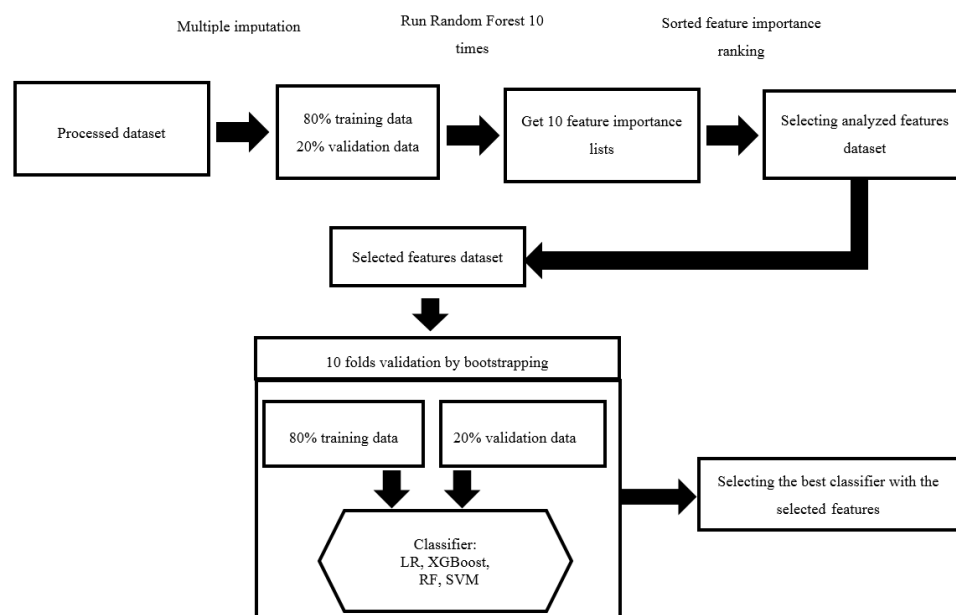 Multiple imputation
Run Random Forest 10
times
Sorted feature importance
ranking
Processed dataset
80% training data
20% validation data
Get 10 feature importance
lists
Selecting analyzed features
dataset
Selected features dataset
10 folds validation by bootstrapping
80% training data
20% validation data
Classifier:
LR, XGBoost,
RF, SVM
Selecting the best classifier with the
selected features